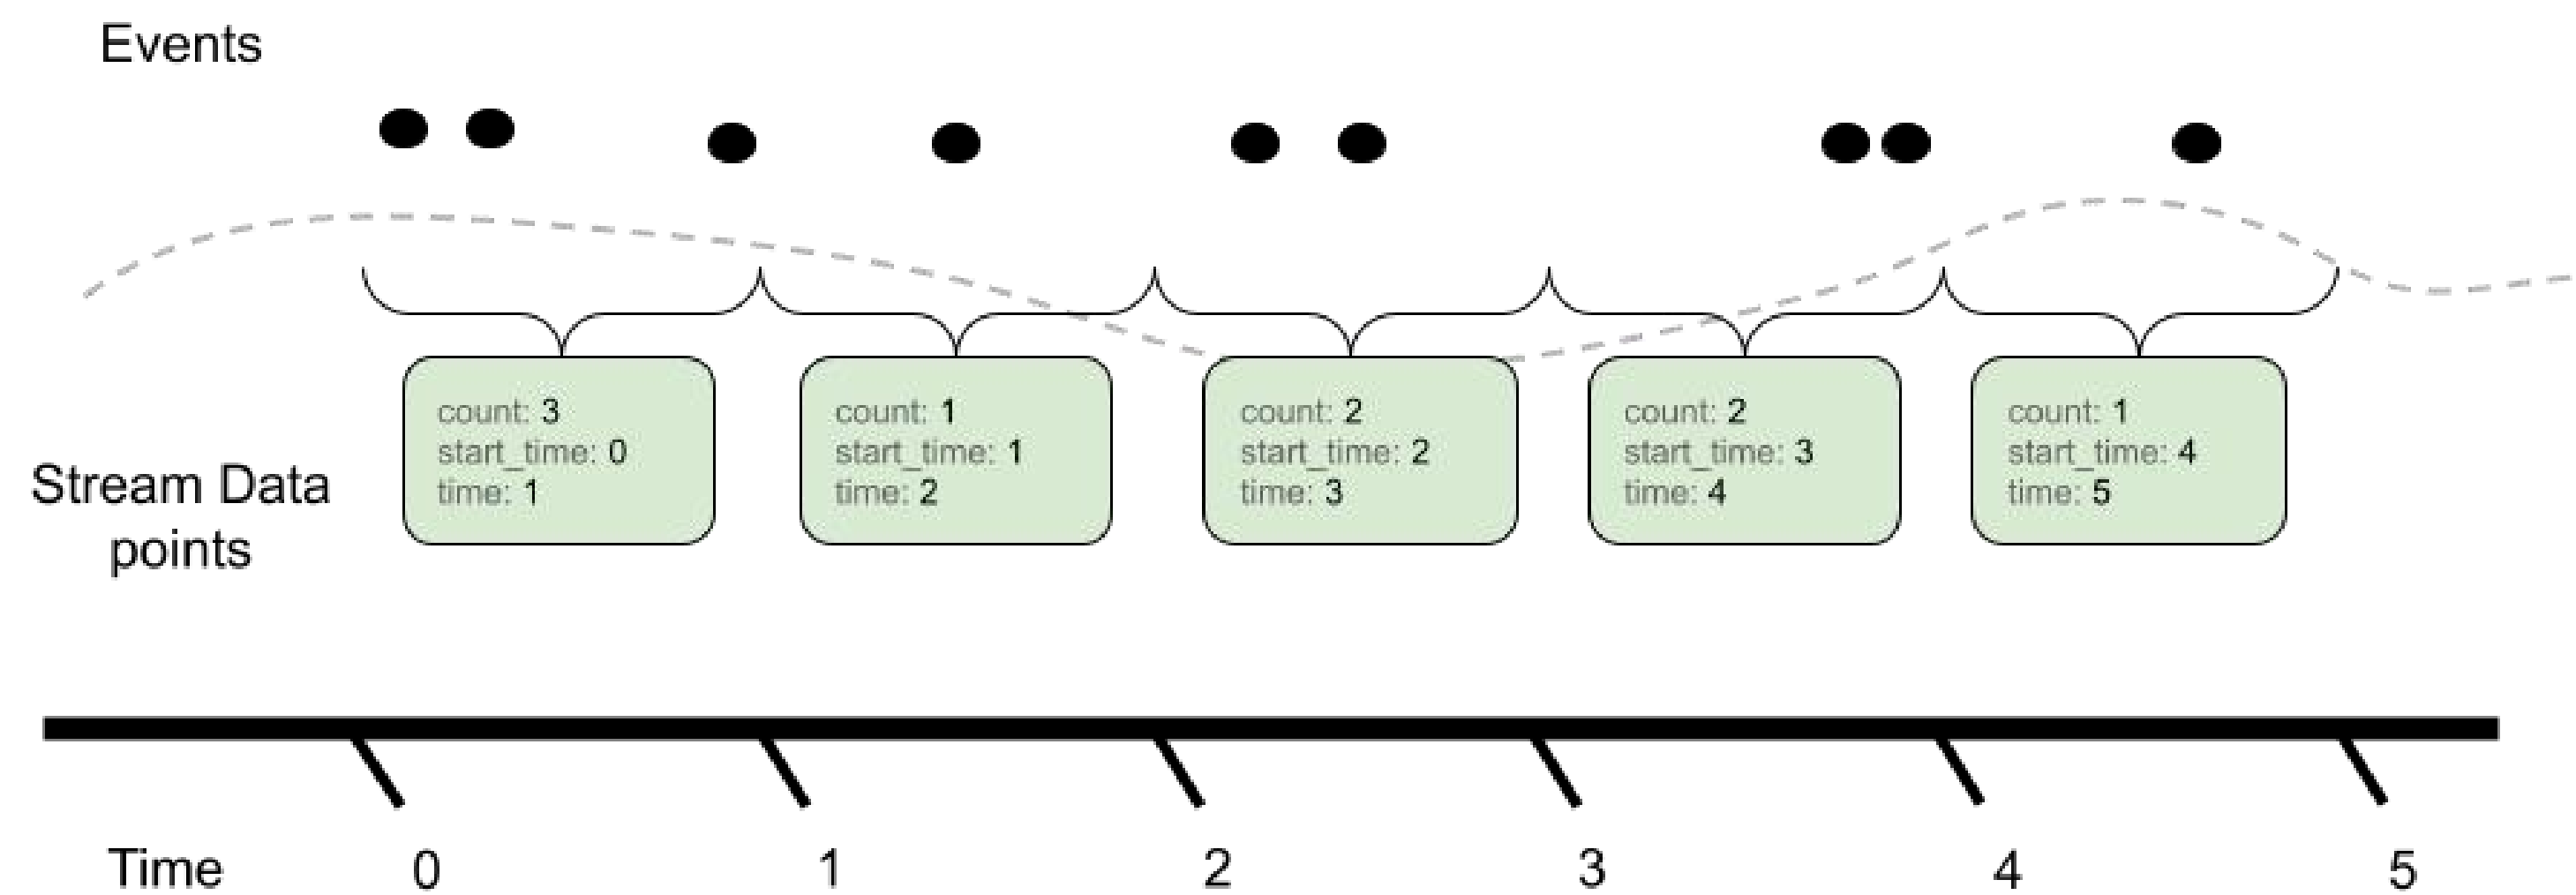 Events
count: 3
start_time: 0
time: 1
count: 1
start_time: 1
time: 2
count: 2
start_time: 2
time: 3
count: 2
start_time: 3
time: 4
count: 1
start_time: 4
time: 5
Stream Data
points
Time 0 1 2 3 4 5